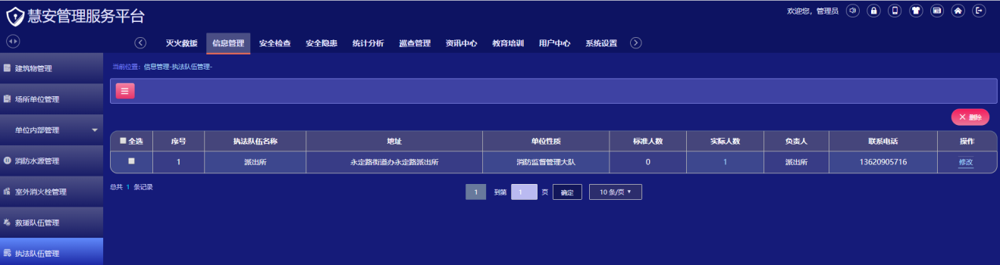 慧安管理服务平台
欢迎您，管理员
灭火救援 信息管理 安全检查 安全隐患 统计分析 巡查管理 资讯中心 教育培训 用户中心 系统设置
建筑物管理
场所单位管理
单位内部管理
消防水源管理
室外消火栓管理
救援队伍管理
执法队伍管理
当前位置：信息管理-执法队伍管理-
删除
全选 序号 执法队伍名称 地址 单位性质 标准人数 实际人数 负责人 联系电话 操作
1 派出所 永定路街道办永定路派出所 消防监督管理大队 0 1 派出所 13620905716 修改
总共 1 条记录
1 到第 1 页 确定 10 条/页